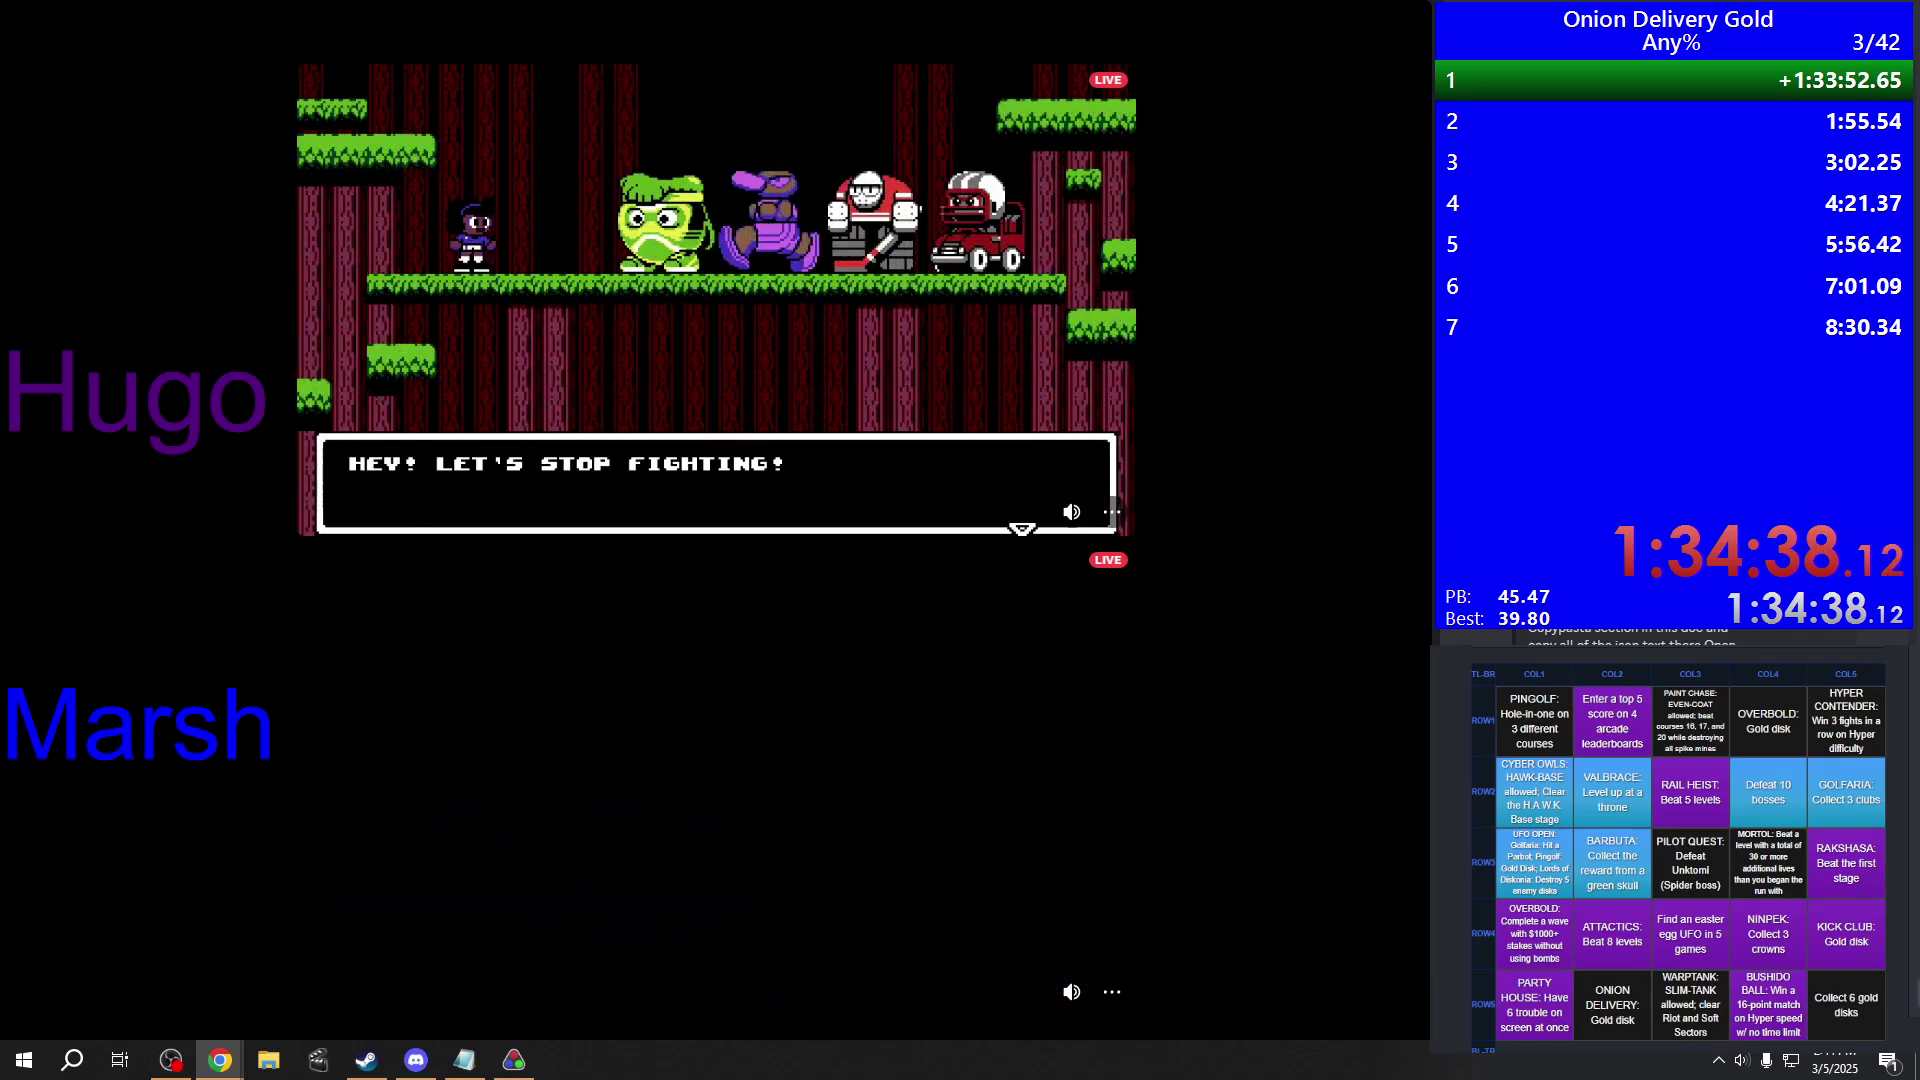 Onion Delivery Gold
Any%
3/42
1 +1:33:52.65
2 1:55.54
3 3:02.25
4 4:21.37
5 5:56.42
6 7:01.09
7 8:30.34
1:34:38.12
PB: 45.47
Best: 39.80
1:34:38.12
LIVE
HEY! LET'S STOP FIGHTING!
LIVE
Hugo
Marsh
copy all of the icon text there Open
TL-BR COL1 COL2 COL3 COL4 COL5
ROW1
PINGOLF:
Hole-in-one on
3 different
courses
Enter a top 5
score on 4
arcade
leaderboards
PAINT CHASE:
EVEN-COAT
allowed; beat
courses 16, 17, and
20 while destroying
all spike mines
OVERBOLD:
Gold disk
HYPER
CONTENDER:
Win 3 fights in a
row on Hyper
difficulty
ROW2
CYBER OWLS:
HAWK-BASE
allowed; Clear
the H.A.W.K.
Base stage
VALBRACE:
Level up at a
throne
RAIL HEIST:
Beat 5 levels
Defeat 10
bosses
GOLFARIA:
Collect 3 clubs
ROW3
UFO OPEN:
Golfaria: Hit a
Parbot; Pingolf:
Gold Disk; Lords of
Diskonia: Destroy 5
enemy disks
BARBUTA:
Collect the
reward from a
green skull
PILOT QUEST:
Defeat
Unktomi
(Spider boss)
MORTOL: Beat a
level with a total of
30 or more
additional lives
than you began the
run with
RAKSHASA:
Beat the first
stage
ROW4
OVERBOLD:
Complete a wave
with $1000+
stakes without
using bombs
ATTACTICS:
Beat 8 levels
Find an easter
egg UFO in 5
games
NINPEK:
Collect 3
crowns
KICK CLUB:
Gold disk
ROW5
PARTY
HOUSE: Have
6 trouble on
screen at once
ONION
DELIVERY:
Gold disk
WARPTANK:
SLIM-TANK
allowed; clear
Riot and Soft
Sectors
BUSHIDO
BALL: Win a
16-point match
on Hyper speed
w/ no time limit
Collect 6 gold
disks
BL-TR
3/5/2025
1